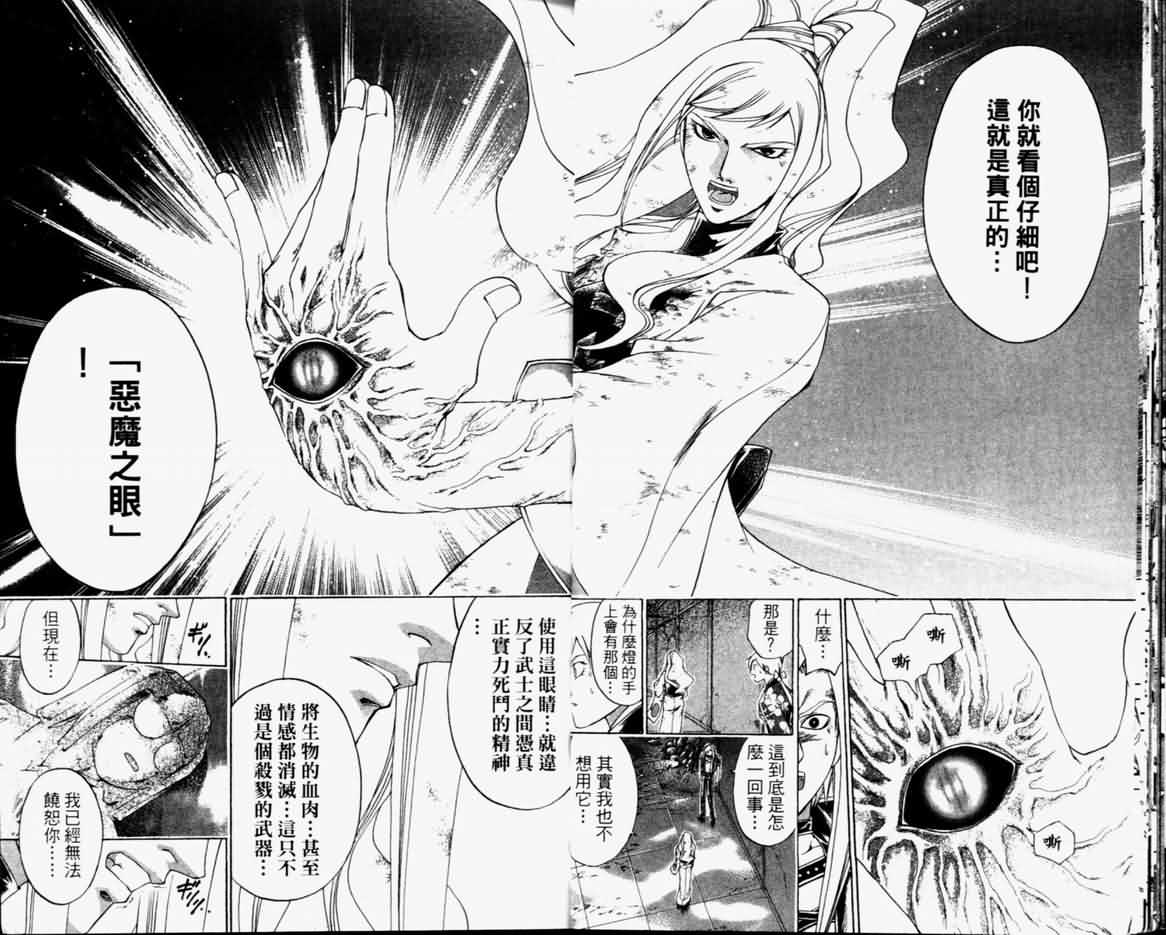 你就看個仔細吧！
這就是真正的…
「惡魔之眼」
！
嘶
嘶
嘶
什麼…
那是？
為什麼燈的手
上會有那個…
這到底是怎
麼一回事…
其實我也不
想用它…
使用這眼睛…就違
反了武士之間憑真
正實力死鬥的精神
…
將生物的血肉…甚至
情感都消滅…這只不
過是個殺戮的武器…
ギリ…
但現在…
我已經無法
饒恕你……
ギリ…